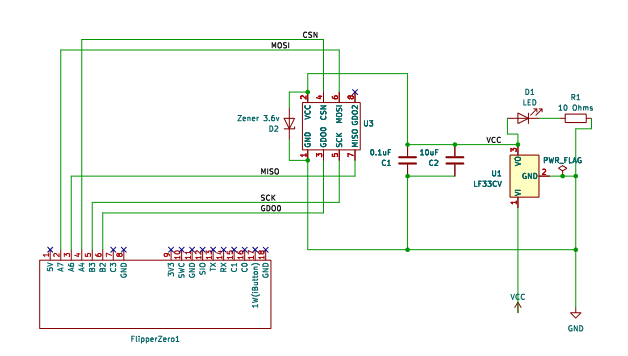 CSN
MOSI
D1
LED
R1
10 Ohms
2 4 6 8
VCC CSN MOSI GDO2
Zener 3.6v
D2
U3
GND GDO0 SCK MISO
1 3 5 7
0.1uF
C1
10uF
C2
VCC
3
VO
U1
LF33CV
GND 2
VI
1
PWR_FLAG
MISO
SCK
GDO0
1 2 3 4 5 6 7 8 9 10 11 12 13 14 15 16 17 18
5V A7 A6 A4 B3 B2 C3 GND 3V3 SWC GND SIO TX RX C1 C0 1W(iButton) GND
VCC
GND
FlipperZero1